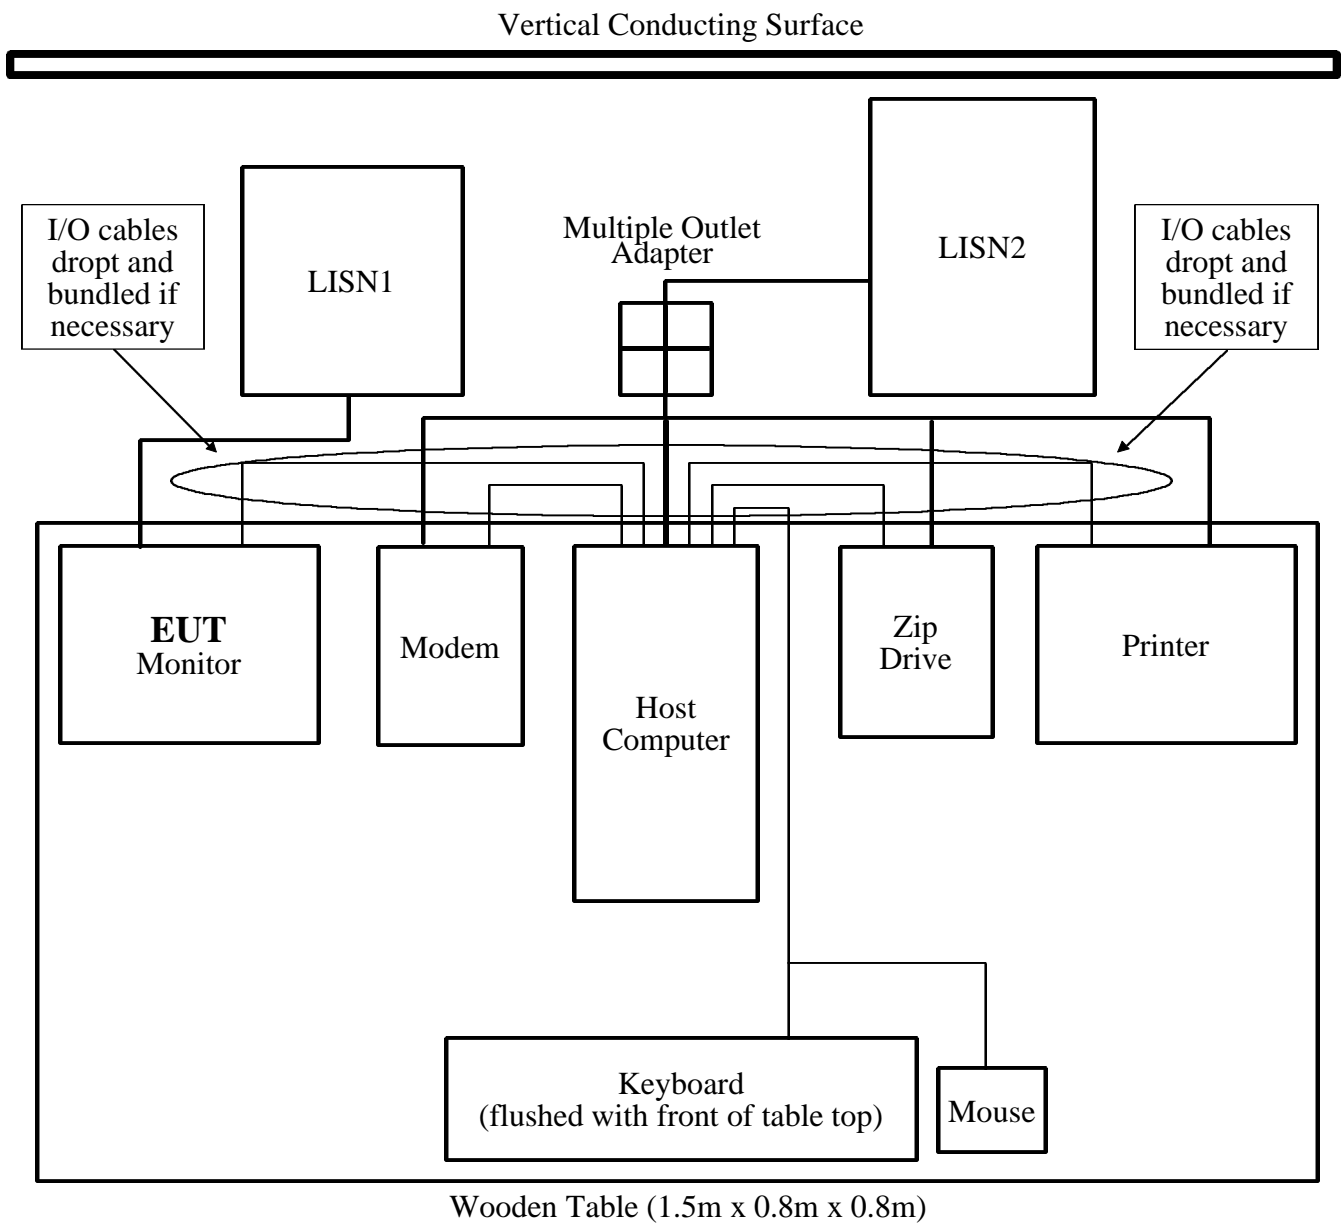 Vertical Conducting Surface
I/O cables
dropt and
bundled if
necessary
LISN1
Multiple Outlet
Adapter
LISN2
I/O cables
dropt and
bundled if
necessary
EUT
Monitor
Modem
Host
Computer
Zip
Drive
Printer
Keyboard
(flushed with front of table top)
Mouse
Wooden Table (1.5m x 0.8m x 0.8m)